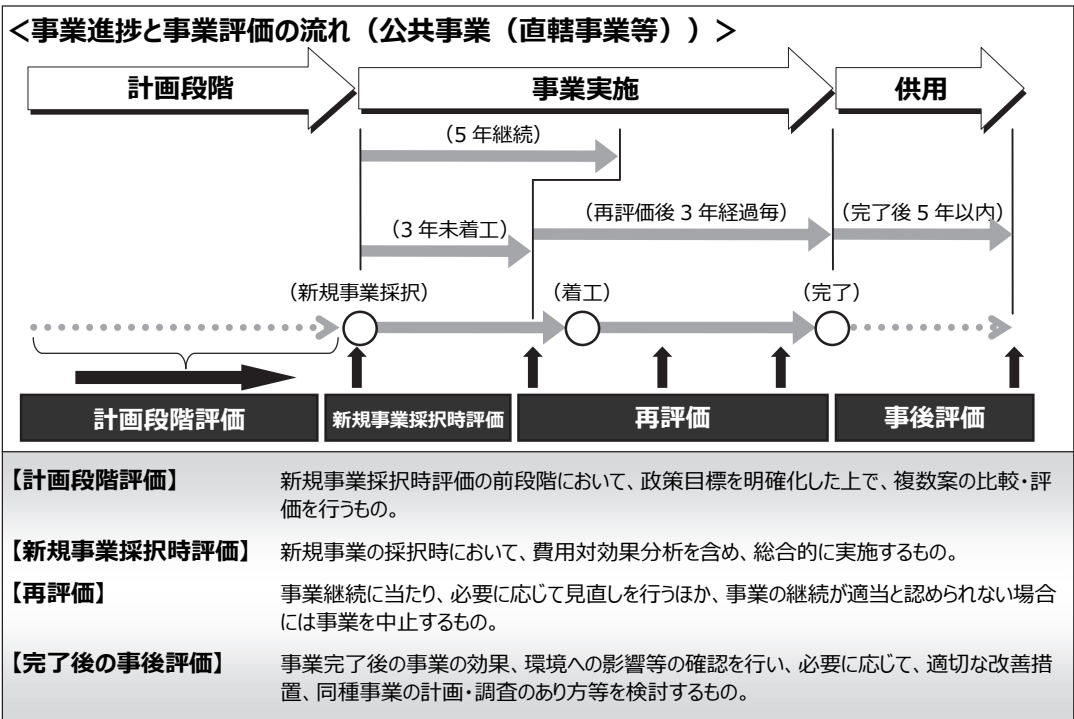 ＜事業進捗と事業評価の流れ（公共事業（直轄事業等））＞
計画段階
事業実施
供用
（5 年継続）
（3 年未着工）
（再評価後 3 年経過毎）
（完了後 5 年以内）
（新規事業採択）
（着工）
（完了）
計画段階評価
新規事業採択時評価
再評価
事後評価
【計画段階評価】 新規事業採択時評価の前段階において、政策目標を明確化した上で、複数案の比較・評
価を行うもの。
【新規事業採択時評価】 新規事業の採択時において、費用対効果分析を含め、総合的に実施するもの。
【再評価】 事業継続に当たり、必要に応じて見直しを行うほか、事業の継続が適当と認められない場合
には事業を中止するもの。
【完了後の事後評価】 事業完了後の事業の効果、環境への影響等の確認を行い、必要に応じて、適切な改善措
置、同種事業の計画・調査のあり方等を検討するもの。